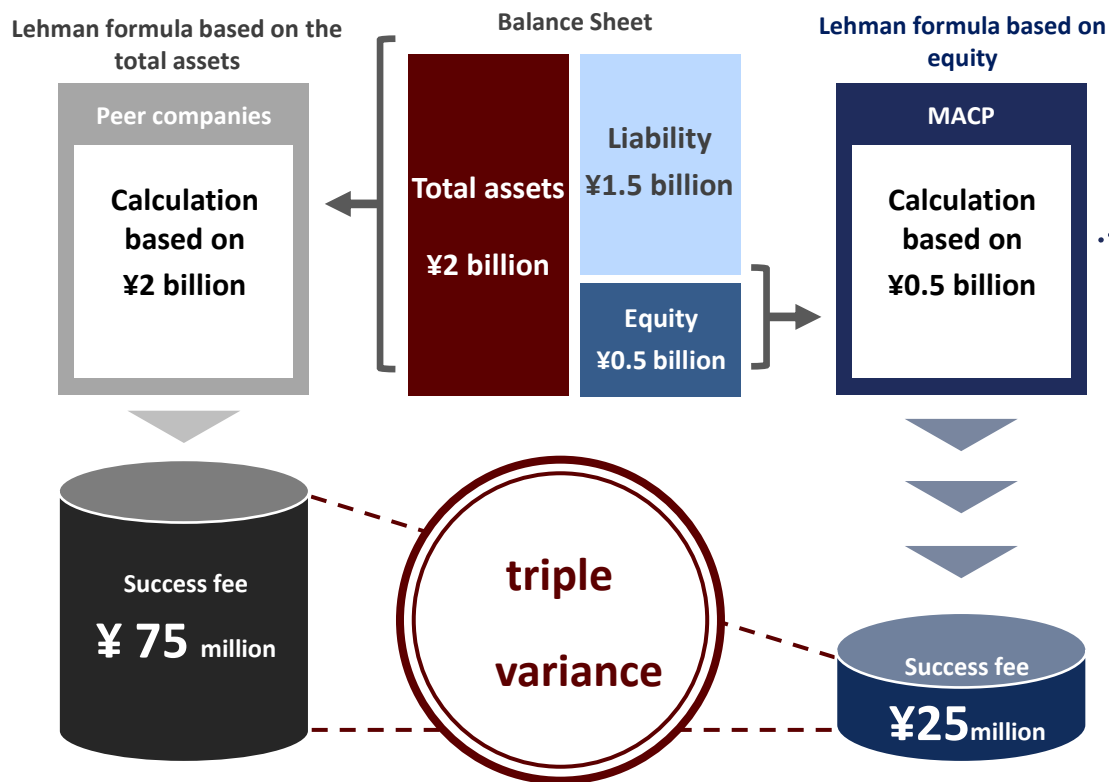 Lehman formula based on the
total assets
Peer companies
Calculation
based on
¥2 billion
Balance Sheet
Total assets
¥2 billion
Liability
¥1.5 billion
Equity
¥0.5 billion
Lehman formula based on
equity
MACP
Calculation
based on
¥0.5 billion
Success fee
¥ 75 million
triple
variance
Success fee
¥25million